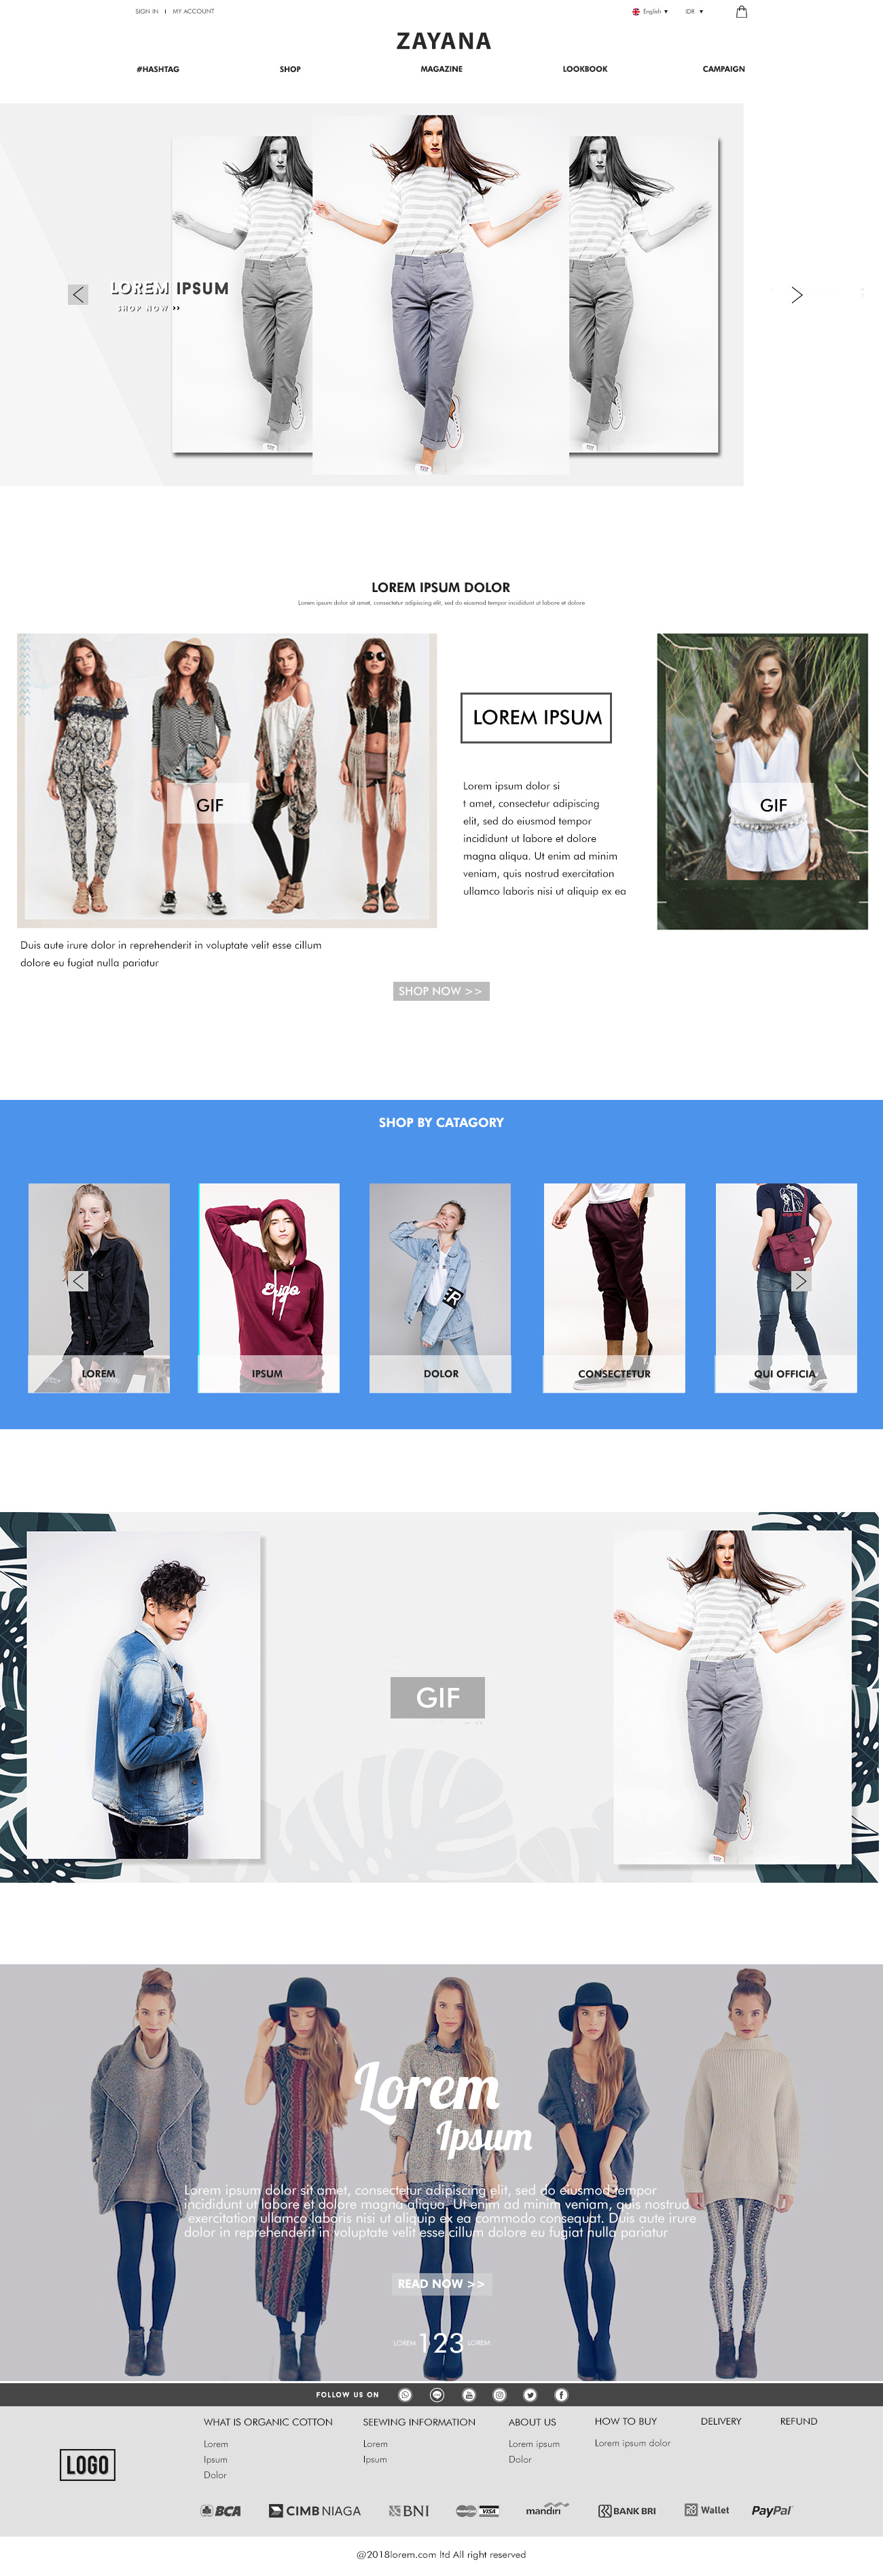 SIGN IN | MY ACCOUNT
English ▼ IDR ▼
ZAYANA
#HASHTAG SHOP MAGAZINE LOOKBOOK CAMPAIGN
LOREM IPSUM
SHOP NOW ››
LOREM IPSUM DOLOR
Lorem ipsum dolor sit amet, consectetur adipiscing elit, sed do eiusmod tempor incididunt ut labore et dolore
GIF
LOREM IPSUM
Lorem ipsum dolor si
t amet, consectetur adipiscing
elit, sed do eiusmod tempor
incididunt ut labore et dolore
magna aliqua. Ut enim ad minim
veniam, quis nostrud exercitation
ullamco laboris nisi ut aliquip ex ea
GIF
Duis aute irure dolor in reprehenderit in voluptate velit esse cillum
dolore eu fugiat nulla pariatur
SHOP NOW >>
SHOP BY CATAGORY
Erigo
ER
LOREM IPSUM DOLOR CONSECTETUR QUI OFFICIA
GIF
Lorem
Ipsum
Lorem ipsum dolor sit amet, consectetur adipiscing elit, sed do eiusmod tempor
incididunt ut labore et dolore magna aliqua. Ut enim ad minim veniam, quis nostrud
exercitation ullamco laboris nisi ut aliquip ex ea commodo consequat. Duis aute irure
dolor in reprehenderit in voluptate velit esse cillum dolore eu fugiat nulla pariatur
READ NOW >>
LOREM 123 LOREM
FOLLOW US ON
LOGO
WHAT IS ORGANIC COTTON
Lorem
Ipsum
Dolor
SEEWING INFORMATION
Lorem
Ipsum
ABOUT US
Lorem ipsum
Dolor
HOW TO BUY
Lorem ipsum dolor
DELIVERY
REFUND
BCA CIMB NIAGA BNI MasterCard VISA mandiri BANK BRI Wallet PayPal
@2018lorem.com ltd All right reserved